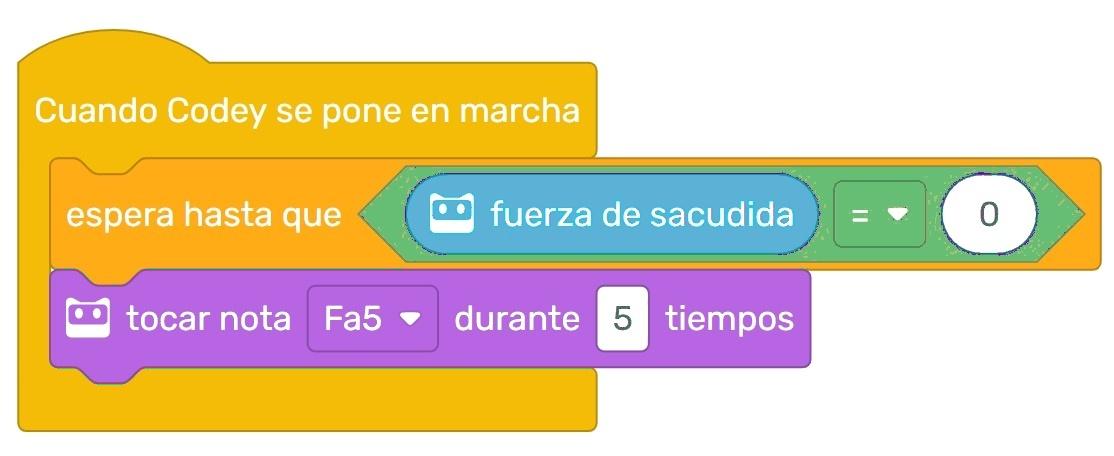 Cuando Codey se pone en marcha
espera hasta que fuerza de sacudida = 0
tocar nota Fa5 durante 5 tiempos